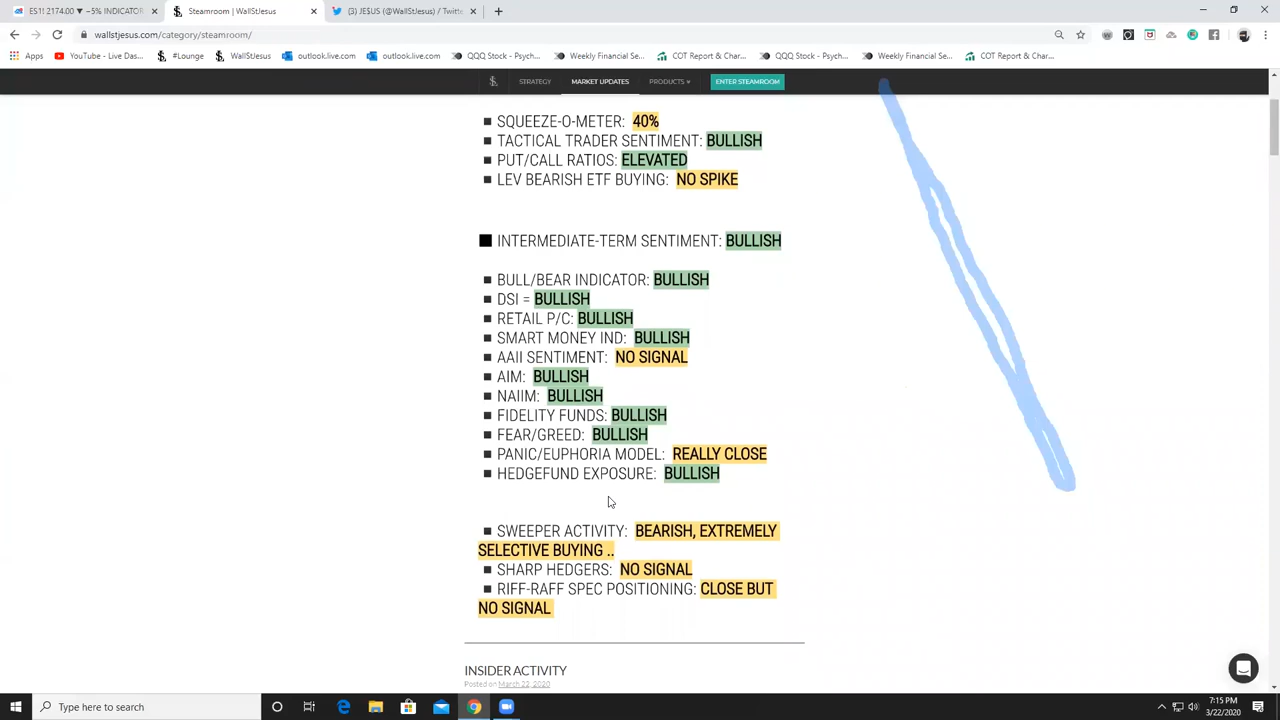 ES1! 2174.00 ▼ −5% INDICATOR
Steamroom | WallStJesus
(3) JE$US (@WallStJesus) / Twitte
wallstjesus.com/category/steamroom/
Apps
YouTube - Live Das...
#Lounge
WallStJesus
outlook.live.com
outlook.live.com
QQQ Stock - Psych...
Weekly Financial Se...
COT Report & Char...
QQQ Stock - Psych...
Weekly Financial Se...
COT Report & Char...
STRATEGY
MARKET UPDATES
PRODUCTS
ENTER STEAMROOM
SQUEEZE-O-METER: 40%
TACTICAL TRADER SENTIMENT: BULLISH
PUT/CALL RATIOS: ELEVATED
LEV BEARISH ETF BUYING: NO SPIKE
INTERMEDIATE-TERM SENTIMENT: BULLISH
BULL/BEAR INDICATOR: BULLISH
DSI = BULLISH
RETAIL P/C: BULLISH
SMART MONEY IND: BULLISH
AAII SENTIMENT: NO SIGNAL
AIM: BULLISH
NAIIM: BULLISH
FIDELITY FUNDS: BULLISH
FEAR/GREED: BULLISH
PANIC/EUPHORIA MODEL: REALLY CLOSE
HEDGEFUND EXPOSURE: BULLISH
SWEEPER ACTIVITY: BEARISH, EXTREMELY
SELECTIVE BUYING ..
SHARP HEDGERS: NO SIGNAL
RIFF-RAFF SPEC POSITIONING: CLOSE BUT
NO SIGNAL
INSIDER ACTIVITY
Posted on March 22, 2020
Type here to search
7:15 PM
3/22/2020